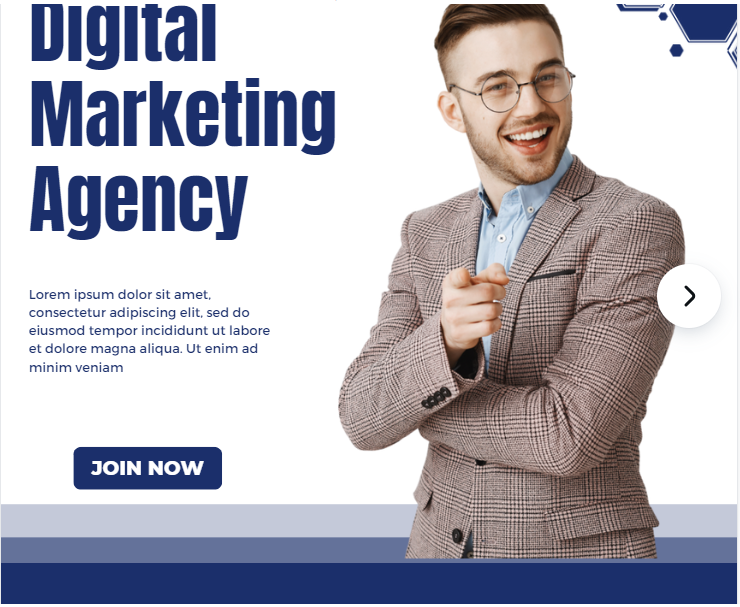 Digital
Marketing
Agency
Lorem ipsum dolor sit amet,
consectetur adipiscing elit, sed do
eiusmod tempor incididunt ut labore
et dolore magna aliqua. Ut enim ad
minim veniam
JOIN NOW